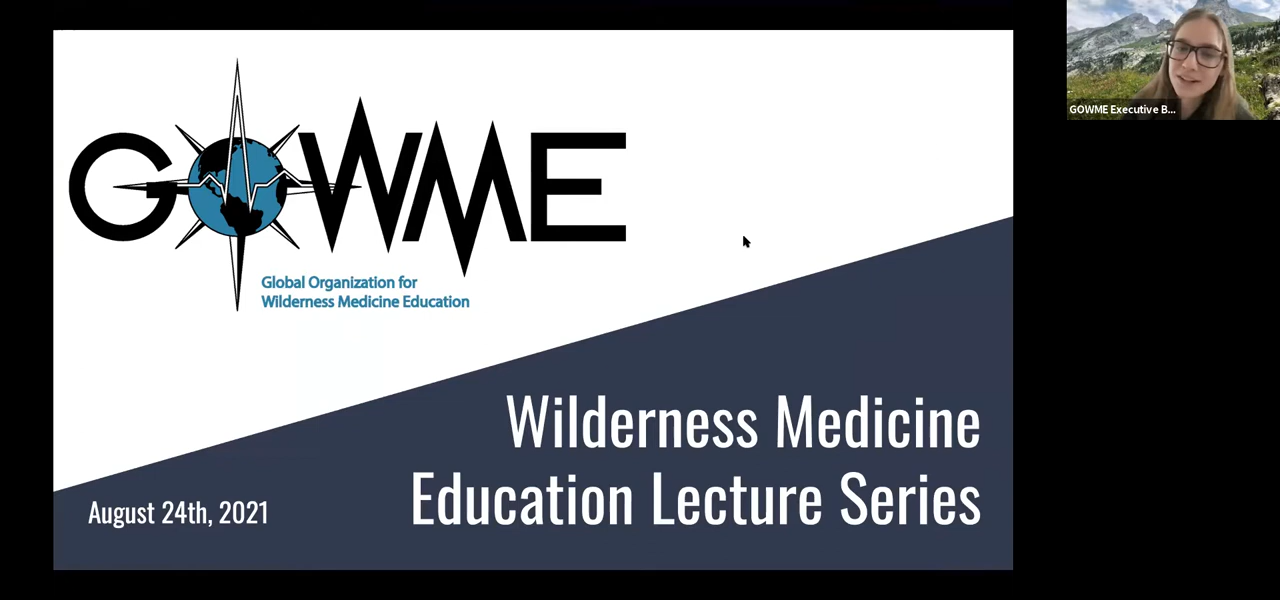 GOWME
Global Organization for
Wilderness Medicine Education
Wilderness Medicine
Education Lecture Series
August 24th, 2021
GOWME Executive B...